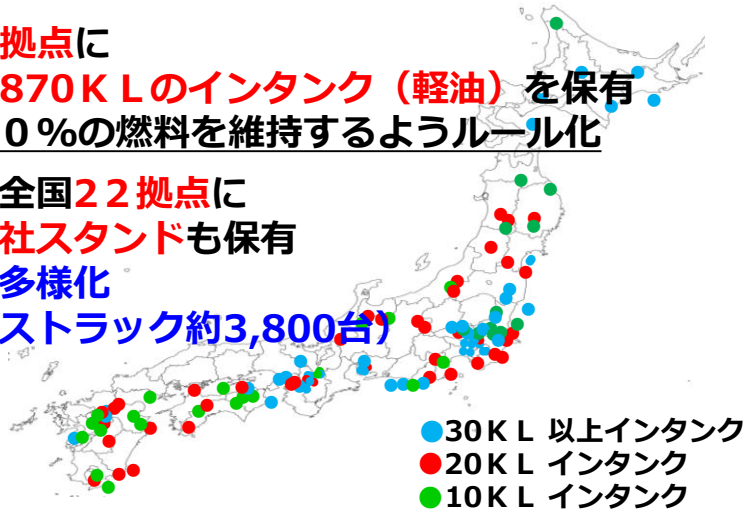 拠点に
870ＫＬのインタンク（軽油）を保有
０％の燃料を維持するようルール化
全国２２拠点に
社スタンドも保有
多様化
ストラック約3,800台）
30ＫＬ 以上インタンク
20ＫＬ インタンク
10ＫＬ インタンク